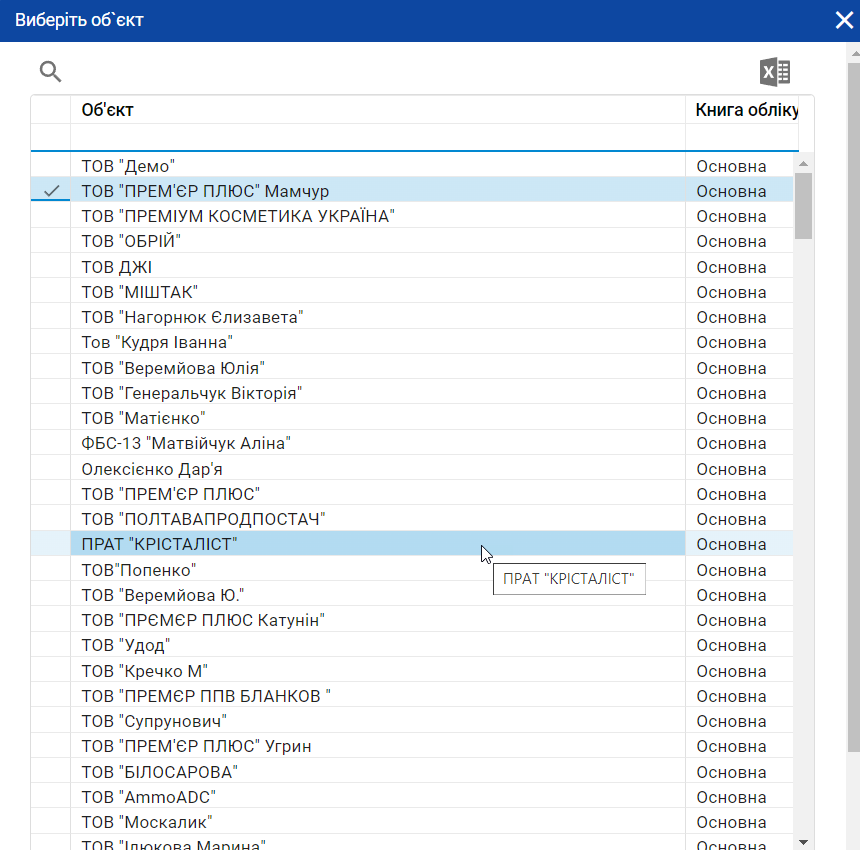 Виберіть об`єкт
Об'єкт Книга обліку
ТОВ "Демо" Основна
ТОВ "ПРЕМ'ЄР ПЛЮС" Мамчур Основна
ТОВ "ПРЕМІУМ КОСМЕТИКА УКРАЇНА" Основна
ТОВ "ОБРІЙ" Основна
ТОВ ДЖІ Основна
ТОВ "МІШТАК" Основна
ТОВ "Нагорнюк Єлизавета" Основна
Тов "Кудря Іванна" Основна
ТОВ "Веремйова Юлія" Основна
ТОВ "Генеральчук Вікторія" Основна
ТОВ "Матієнко" Основна
ФБС-13 "Матвійчук Аліна" Основна
Олексієнко Дар'я Основна
ТОВ "ПРЕМ'ЄР ПЛЮС" Основна
ТОВ "ПОЛТАВАПРОДПОСТАЧ" Основна
ПРАТ "КРІСТАЛІСТ" Основна
ТОВ"Попенко" Основна
ПРАТ "КРІСТАЛІСТ"
ТОВ "Веремйова Ю." Основна
ТОВ "ПРЄМЄР ПЛЮС Катунін" Основна
ТОВ "Удод" Основна
ТОВ "Кречко М" Основна
ТОВ "ПРЕМЄР ППВ БЛАНКОВ " Основна
ТОВ "Супрунович" Основна
ТОВ "ПРЕМ'ЄР ПЛЮС" Угрин Основна
ТОВ "БІЛОСАРОВА" Основна
ТОВ "AmmoADC" Основна
ТОВ "Москалик" Основна
ТОВ "Ілюкова Марина" Основна